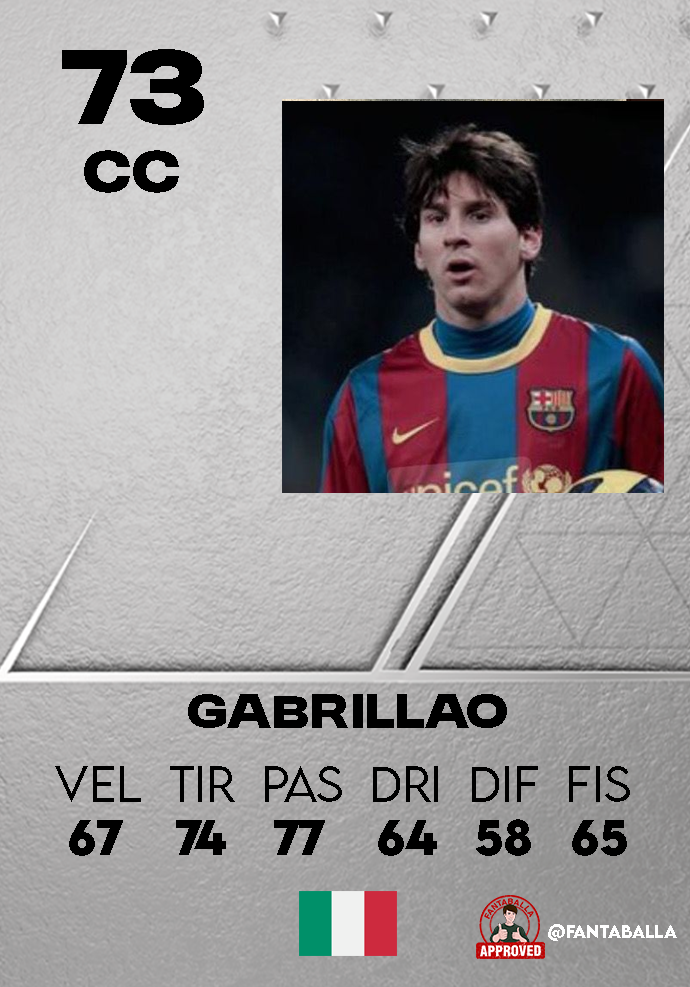 73
CC
unicef
GABRILLAO
VEL TIR PAS DRI DIF FIS
67 74 77 64 58 65
FANTABALLA
APPROVED
@FANTABALLA